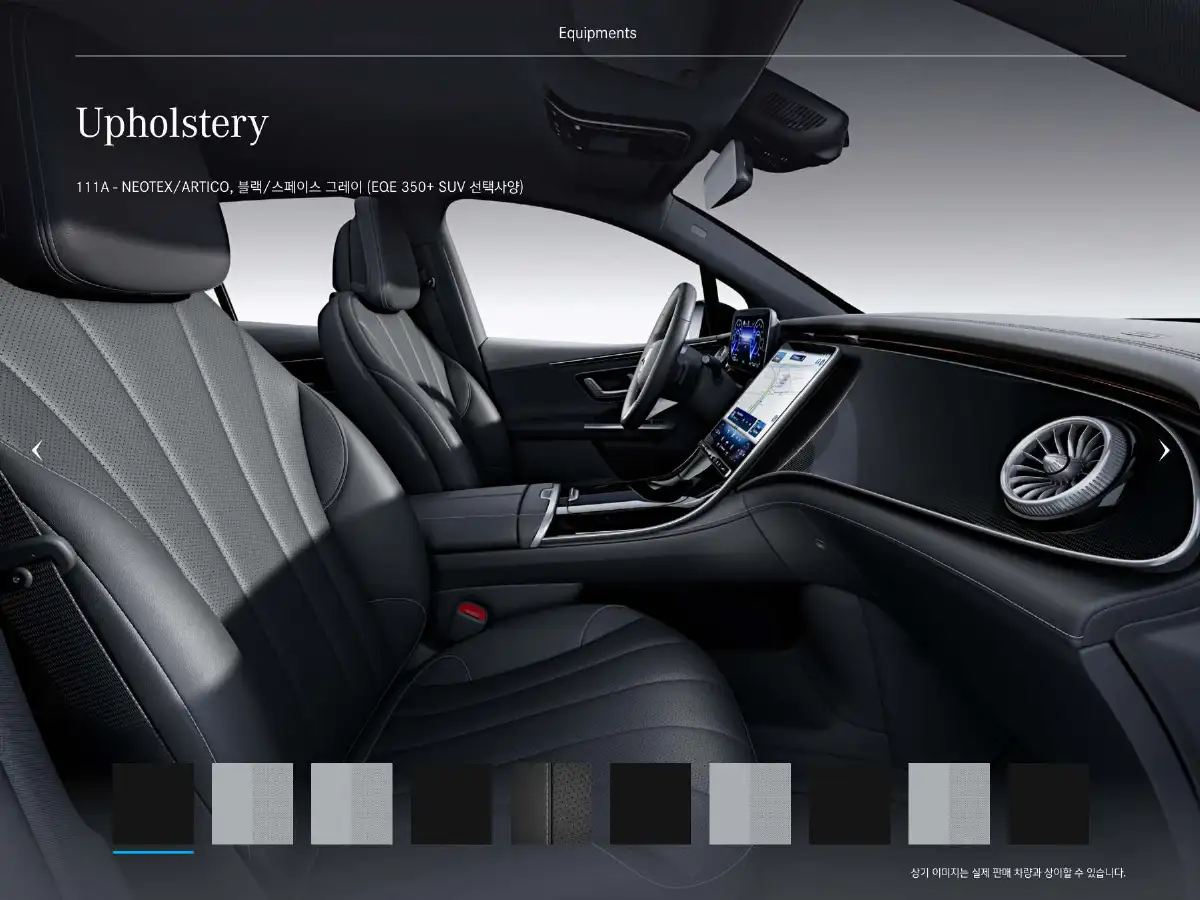 Equipments
Upholstery
111A - NEOTEX/ARTICO, 블랙/스페이스 그레이 (EQE 350+ SUV 선택사양)
상기 이미지는 실제 판매 차량과 상이할 수 있습니다.